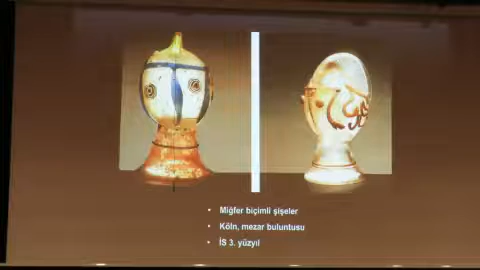 Miğfer biçimli şişeler
Köln, mezar buluntusu
İS 3. yüzyıl